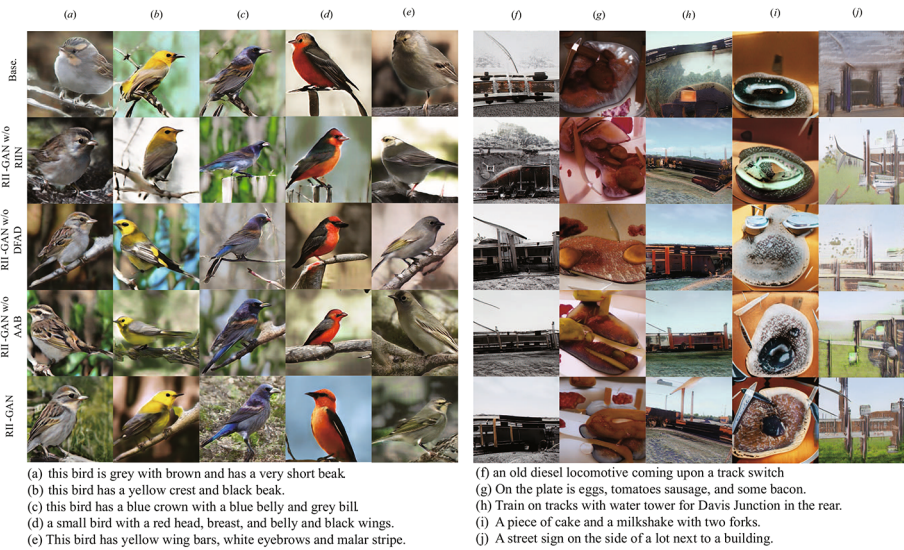 (a) (b) (c) (d) (e) (f) (g) (h) (i) (j)
Base.
RII-GAN w/o
RIIN
RII-GAN w/o
DFAD
RII-GAN w/o
AAB
RII-GAN
(a) this bird is grey with brown and has a very short beak.
(b) this bird has a yellow crest and black beak.
(c) this bird has a blue crown with a blue belly and grey bill.
(d) a small bird with a red head, breast, and belly and black wings.
(e) This bird has yellow wing bars, white eyebrows and malar stripe.
(f) an old diesel locomotive coming upon a track switch
(g) On the plate is eggs, tomatoes sausage, and some bacon.
(h) Train on tracks with water tower for Davis Junction in the rear.
(i) A piece of cake and a milkshake with two forks.
(j) A street sign on the side of a lot next to a building.